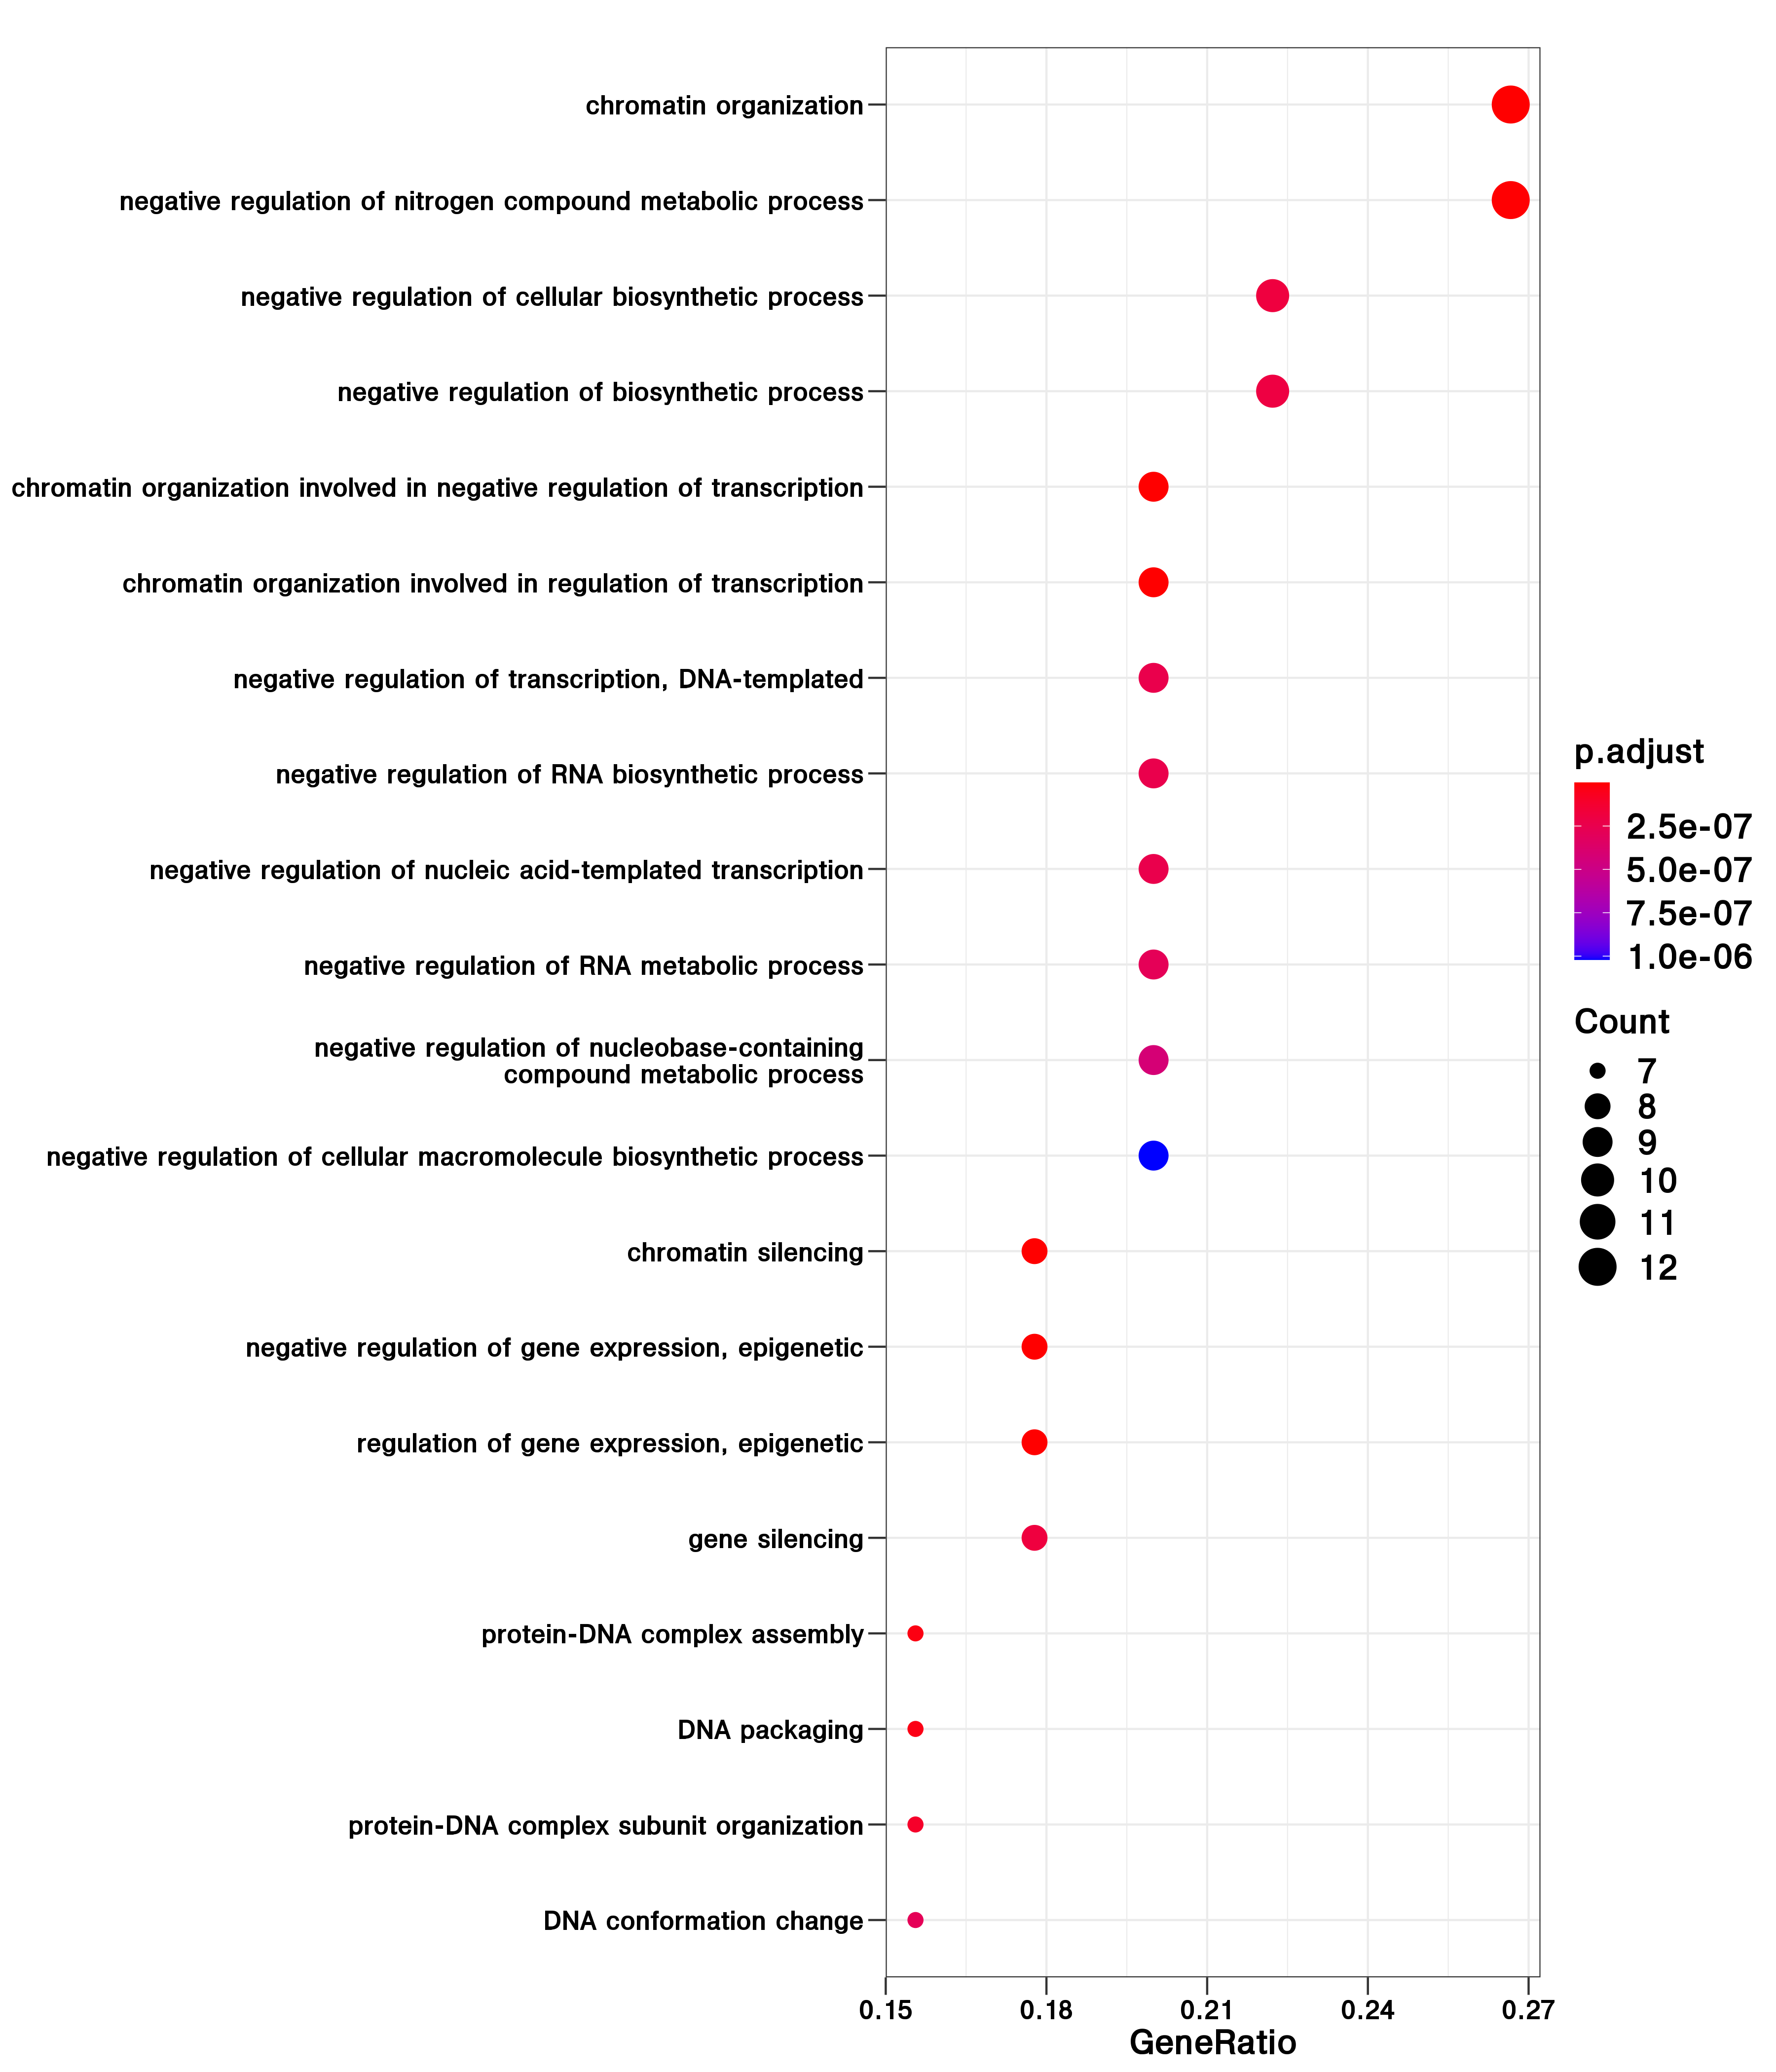 chromatin organization
negative regulation of nitrogen compound metabolic process
negative regulation of cellular biosynthetic process
negative regulation of biosynthetic process
chromatin organization involved in negative regulation of transcription
chromatin organization involved in regulation of transcription
negative regulation of transcription, DNA-templated
negative regulation of RNA biosynthetic process
negative regulation of nucleic acid-templated transcription
negative regulation of RNA metabolic process
negative regulation of nucleobase-containing
compound metabolic process
negative regulation of cellular macromolecule biosynthetic process
chromatin silencing
negative regulation of gene expression, epigenetic
regulation of gene expression, epigenetic
gene silencing
protein-DNA complex assembly
DNA packaging
protein-DNA complex subunit organization
DNA conformation change
0.15 0.18 0.21 0.24 0.27
GeneRatio
p.adjust
2.5e-07
5.0e-07
7.5e-07
1.0e-06
Count
7
8
9
10
11
12